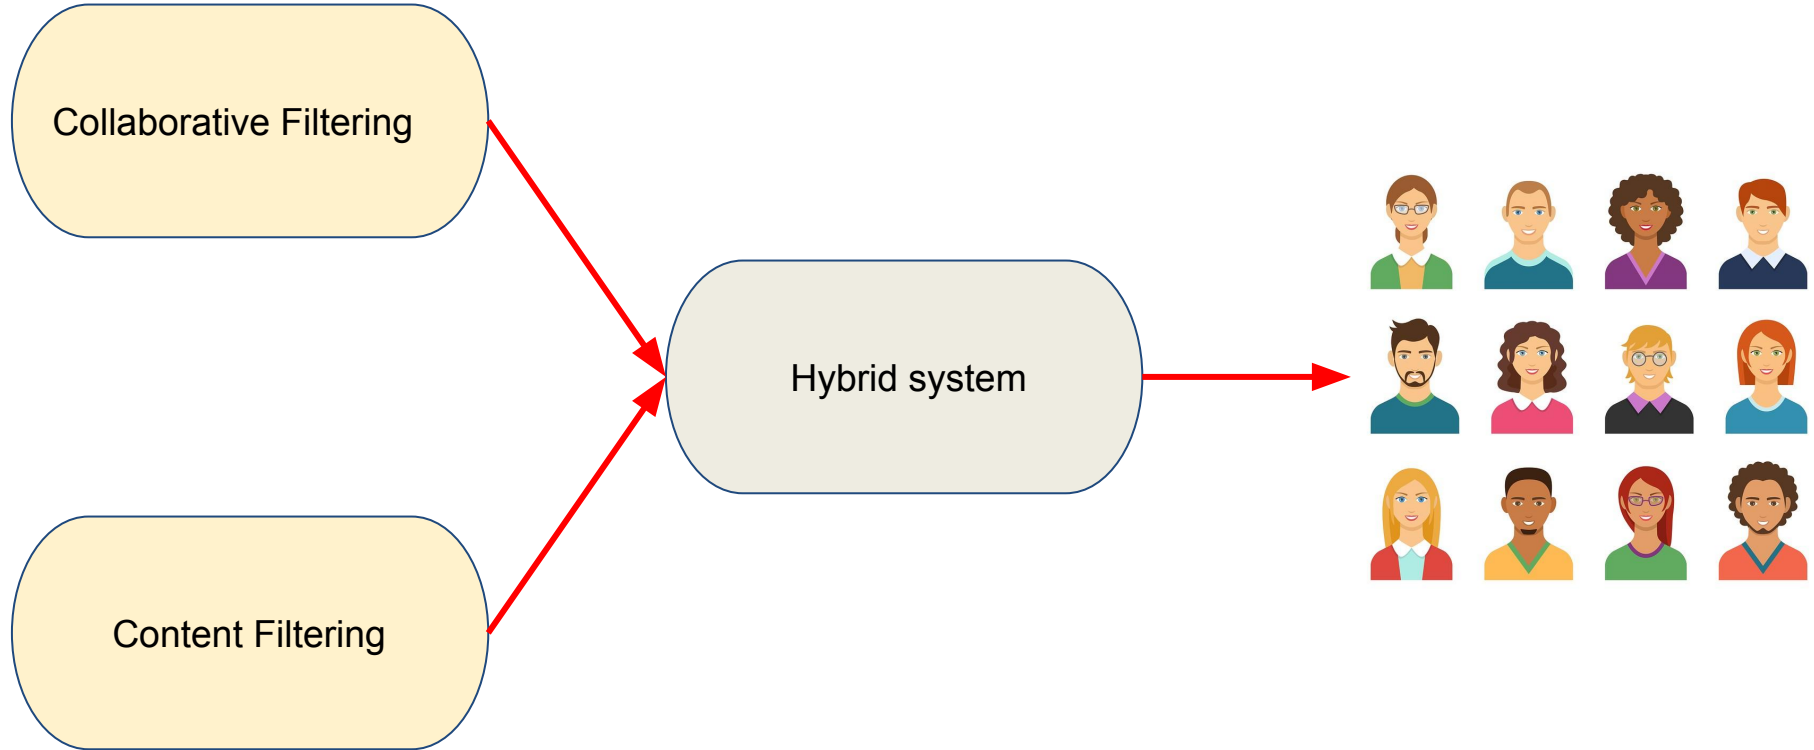 Collaborative Filtering
Hybrid system
Content Filtering